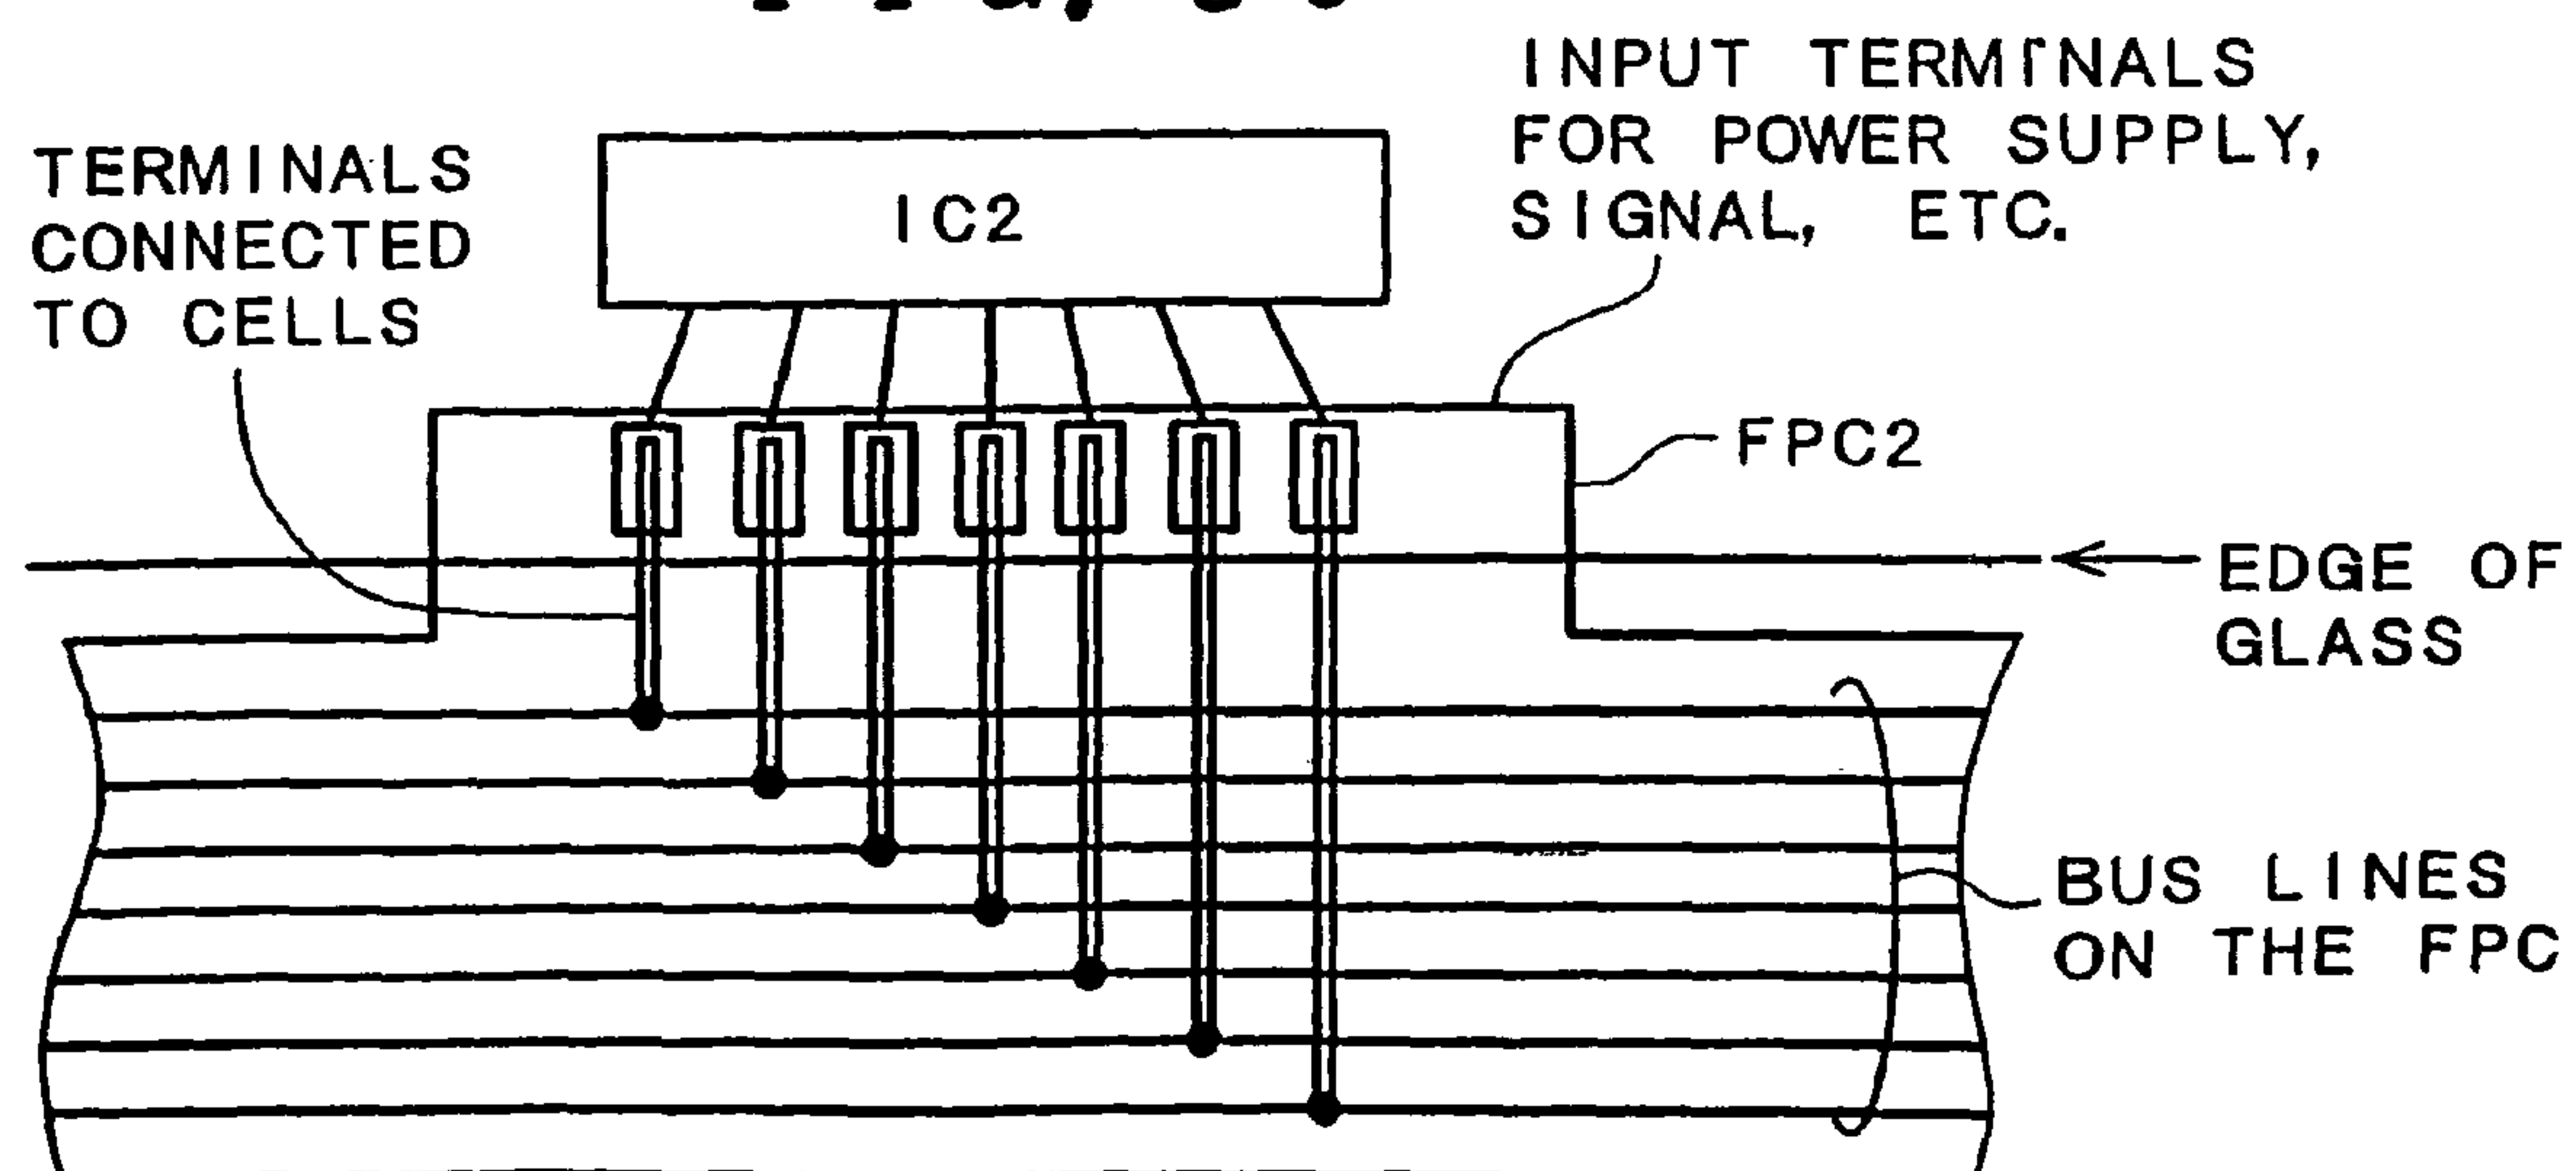 INPUT TERMINALS
FOR POWER SUPPLY,
SIGNAL, ETC.
TERMINALS
CONNECTED
TO CELLS
IC2
FPC2
EDGE OF
GLASS
BUS LINES
ON THE FPC